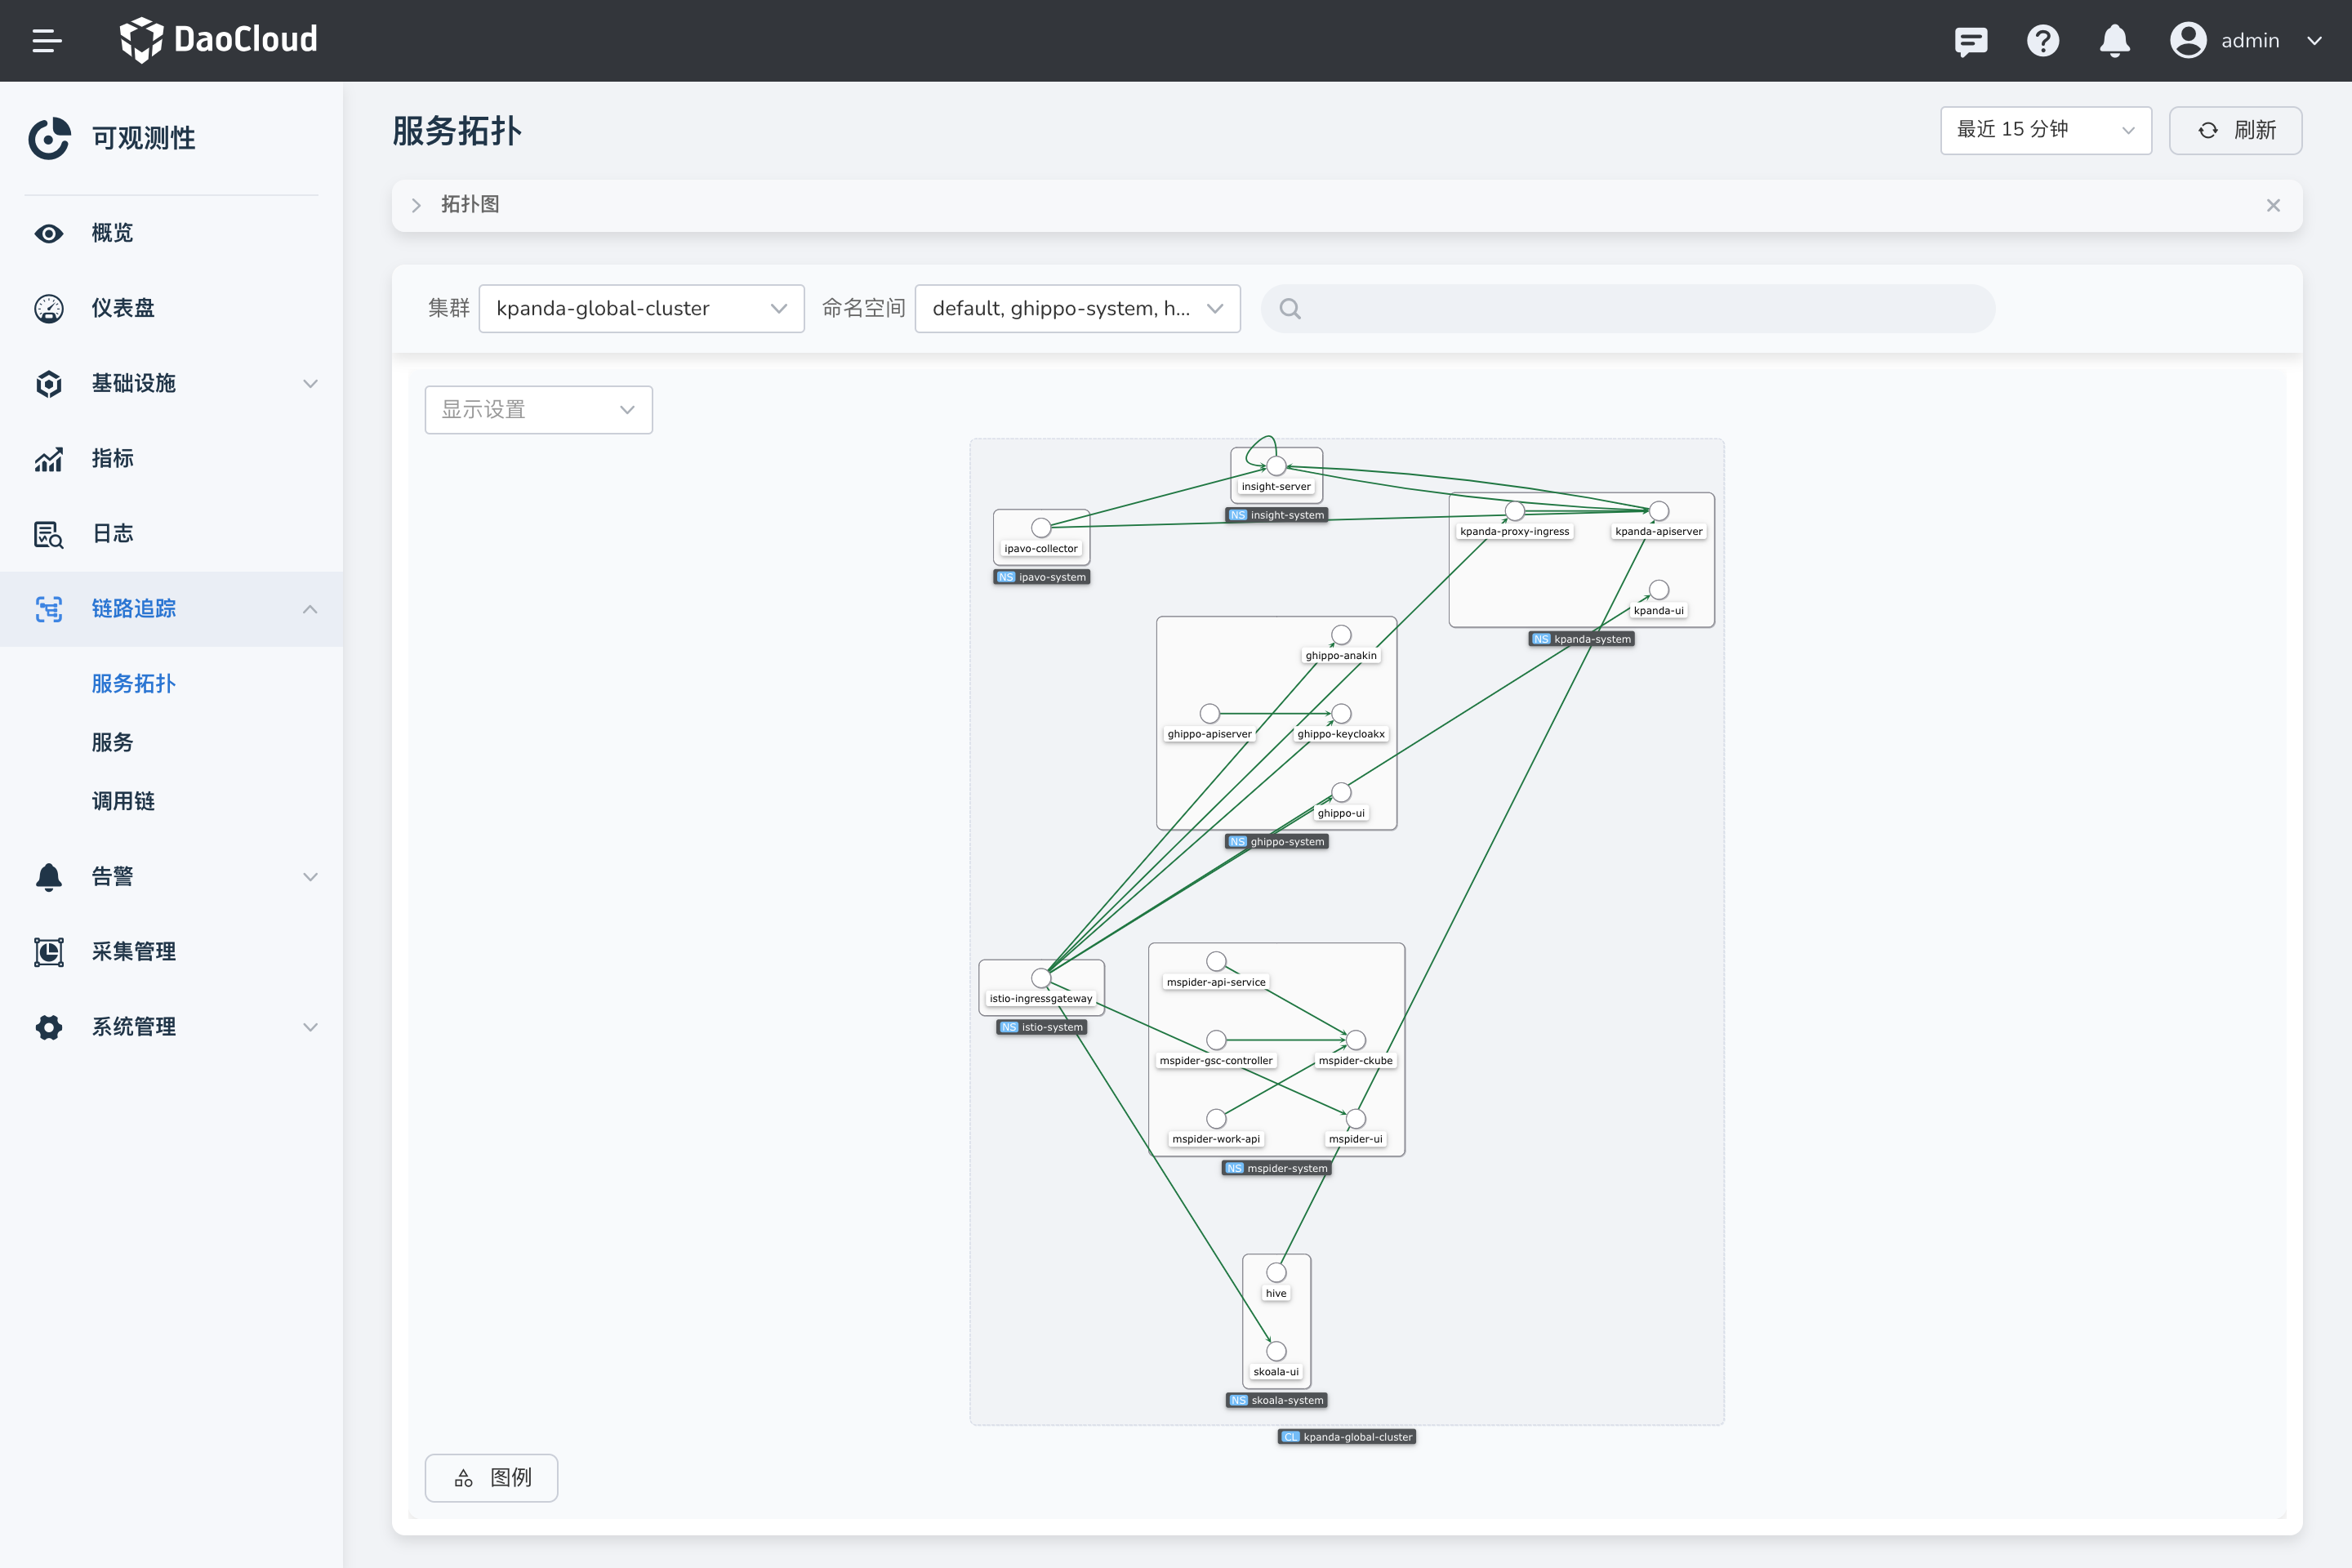 DaoCloud
admin
可观测性
概览
仪表盘
基础设施
指标
日志
链路追踪
服务拓扑
服务
调用链
告警
采集管理
系统管理
服务拓扑
最近 15 分钟
刷新
拓扑图
集群
kpanda-global-cluster
命名空间
default, ghippo-system, h...
显示设置
insight-server
NS insight-system
ipavo-collector
NS ipavo-system
kpanda-proxy-ingress
kpanda-apiserver
kpanda-ui
NS kpanda-system
ghippo-anakin
ghippo-apiserver
ghippo-keycloakx
ghippo-ui
NS ghippo-system
istio-ingressgateway
NS istio-system
mspider-api-service
mspider-gsc-controller
mspider-ckube
mspider-work-api
mspider-ui
NS mspider-system
hive
skoala-ui
NS skoala-system
CL kpanda-global-cluster
图例